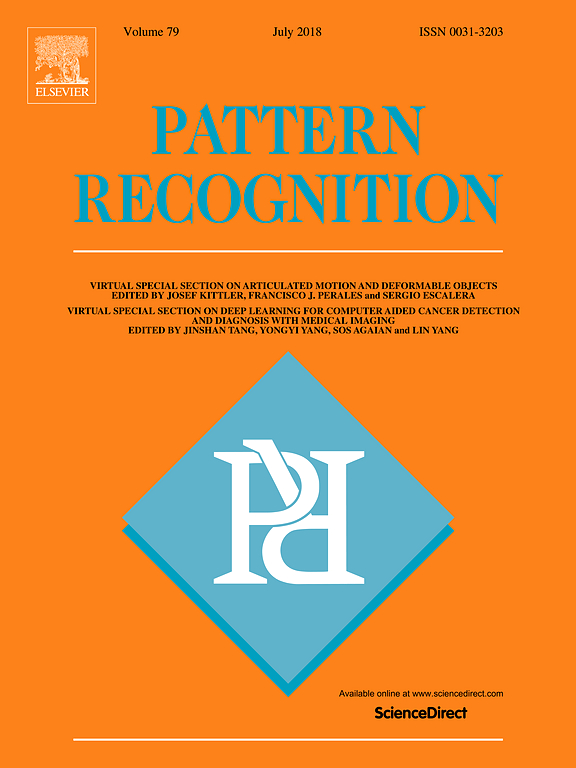 Volume 79 July 2018 ISSN 0031-3203
ELSEVIER
PATTERN
RECOGNITION
VIRTUAL SPECIAL SECTION ON ARTICULATED MOTION AND DEFORMABLE OBJECTS
EDITED BY JOSEF KITTLER, FRANCISCO J. PERALES and SERGIO ESCALERA
VIRTUAL SPECIAL SECTION ON DEEP LEARNING FOR COMPUTER AIDED CANCER DETECTION
AND DIAGNOSIS WITH MEDICAL IMAGING
EDITED BY JINSHAN TANG, YONGYI YANG, SOS AGAIAN and LIN YANG
PR
Available online at www.sciencedirect.com
ScienceDirect